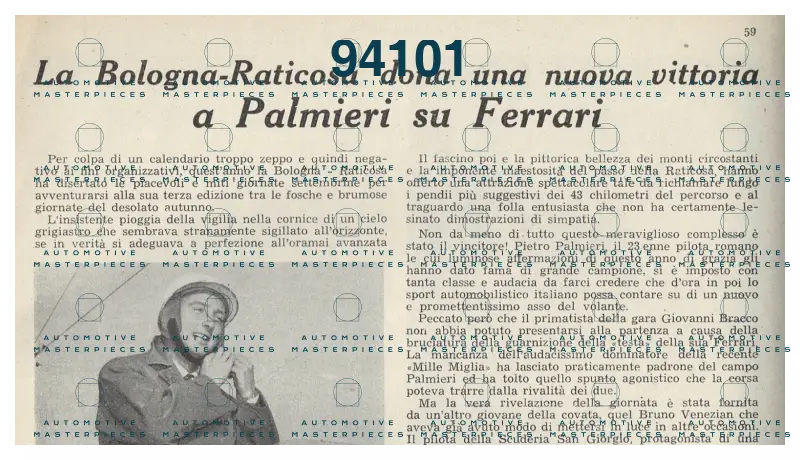 59
94101
La Bologna-Raticosa dona una nuova vittoria
a Palmieri su Ferrari
Per colpa di un calendario troppo zeppo e quindi nega-
tivo ai fini organizzativi, quest'anno la Bologna - Raticosa
ha disertato le piacevoli e miti giornate settembrine per
avventurarsi alla sua terza edizione tra le fosche e brumose
giornate del desolato autunno.
L'insistente pioggia della vigilia nella cornice di un cielo
grigiastro che sembrava stranamente sigillato all'orizzonte,
se in verità si adeguava a perfezione all'oramai avanzata
Il fascino poi e la pittorica bellezza dei monti circostanti
e la imponente maestosità del passo della Raticosa, hanno
offerto una attrazione spettacolare tale da richiamare lungo
i pendii più suggestivi dei 43 chilometri del percorso e al
traguardo una folla entusiasta che non ha certamente le-
sinato dimostrazioni di simpatia.
Non da meno di tutto questo meraviglioso complesso è
stato il vincitore! Pietro Palmieri, il 23 enne pilota romano
le cui luminose affermazioni di questo anno di grazia gli
hanno dato fama di grande campione, si è imposto con
tanta classe e audacia da farci credere che d'ora in poi lo
sport automobilistico italiano possa contare su di un nuovo
e promettentissimo asso del volante.
Peccato però che il primatista della gara Giovanni Bracco
non abbia potuto presentarsi alla partenza a causa della
bruciatura della guarnizione della «testa» della sua Ferrari.
La mancanza dell'audacissimo dominatore della recente
«Mille Miglia» ha lasciato praticamente padrone del campo
Palmieri ed ha tolto quello spunto agonistico che la corsa
poteva trarre dalla rivalità dei due.
Ma la vera rivelazione della giornata è stata fornita
da un'altro giovane della covata, quel Bruno Venezian che
aveva già avuto modo di mettersi in luce in altre occasioni.
Il pilota della Scuderia San Giorgio, protagonista di una
AUTOMOTIVE
MASTERPIECES